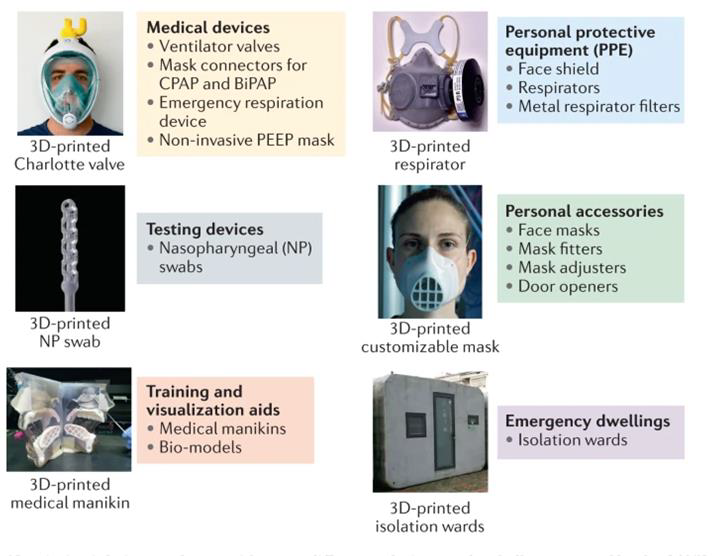 Medical devices
• Ventilator valves
• Mask connectors for
CPAP and BiPAP
• Emergency respiration
device
• Non-invasive PEEP mask
3D-printed
Charlotte valve
Personal protective
equipment (PPE)
• Face shield
• Respirators
• Metal respirator filters
3D-printed
respirator
Testing devices
• Nasopharyngeal (NP)
swabs
3D-printed
NP swab
Personal accessories
• Face masks
• Mask fitters
• Mask adjusters
• Door openers
3D-printed
customizable mask
Training and
visualization aids
• Medical manikins
• Bio-models
3D-printed
medical manikin
Emergency dwellings
• Isolation wards
3D-printed
isolation wards